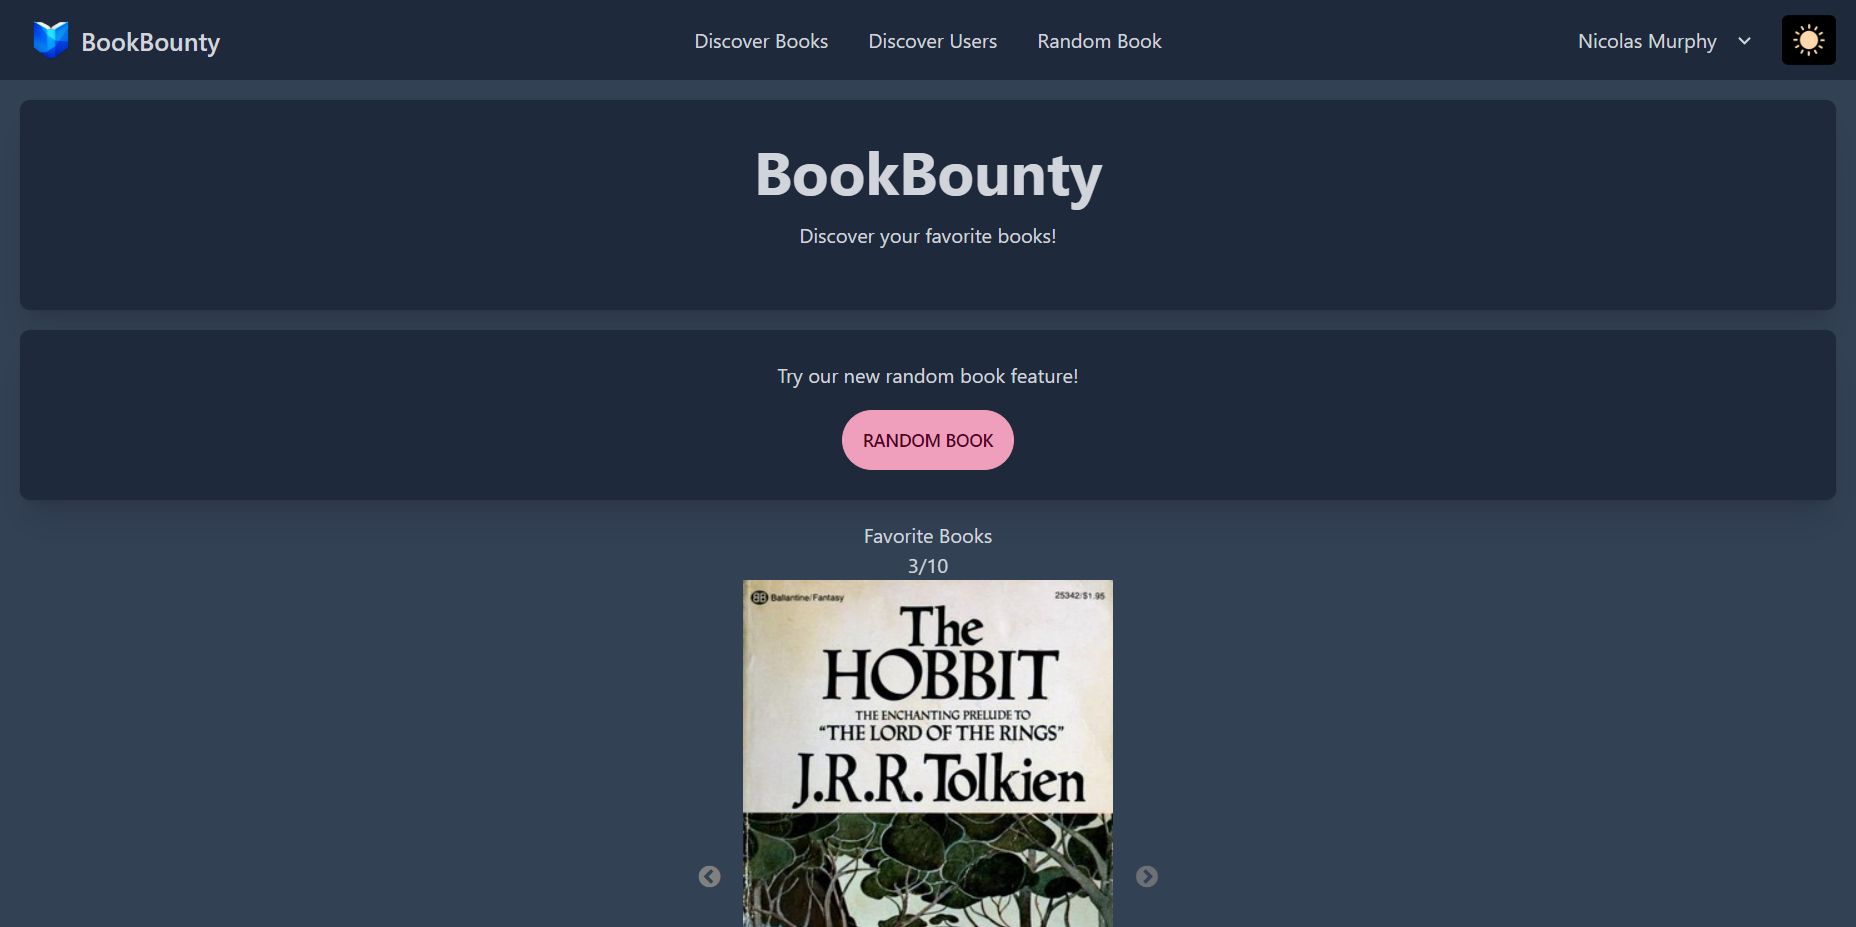 BookBounty
Discover Books
Discover Users
Random Book
Nicolas Murphy
BookBounty
Discover your favorite books!
Try our new random book feature!
RANDOM BOOK
Favorite Books
3/10
BB Ballantine/Fantasy
25342/$1.95
The
HOBBIT
THE ENCHANTING PRELUDE TO
"THE LORD OF THE RINGS"
J.R.R. Tolkien